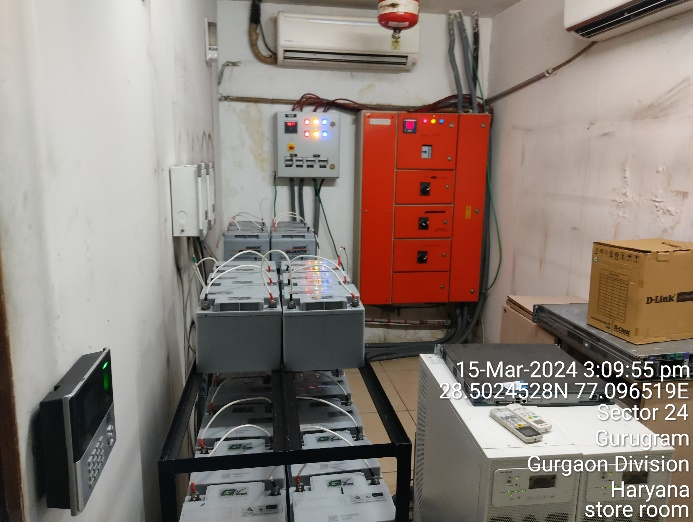 D-Link
15-Mar-2024 3:09:55 pm
28.5024528N 77.096519E
Sector 24
Gurugram
Gurgaon Division
Haryana
store room